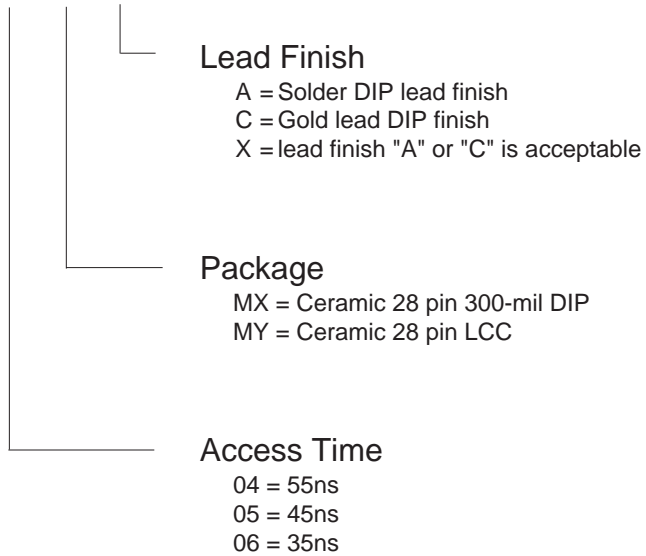 Lead Finish
A = Solder DIP lead finish
C = Gold lead DIP finish
X = lead finish "A" or "C" is acceptable
Package
MX = Ceramic 28 pin 300-mil DIP
MY = Ceramic 28 pin LCC
Access Time
04 = 55ns
05 = 45ns
06 = 35ns